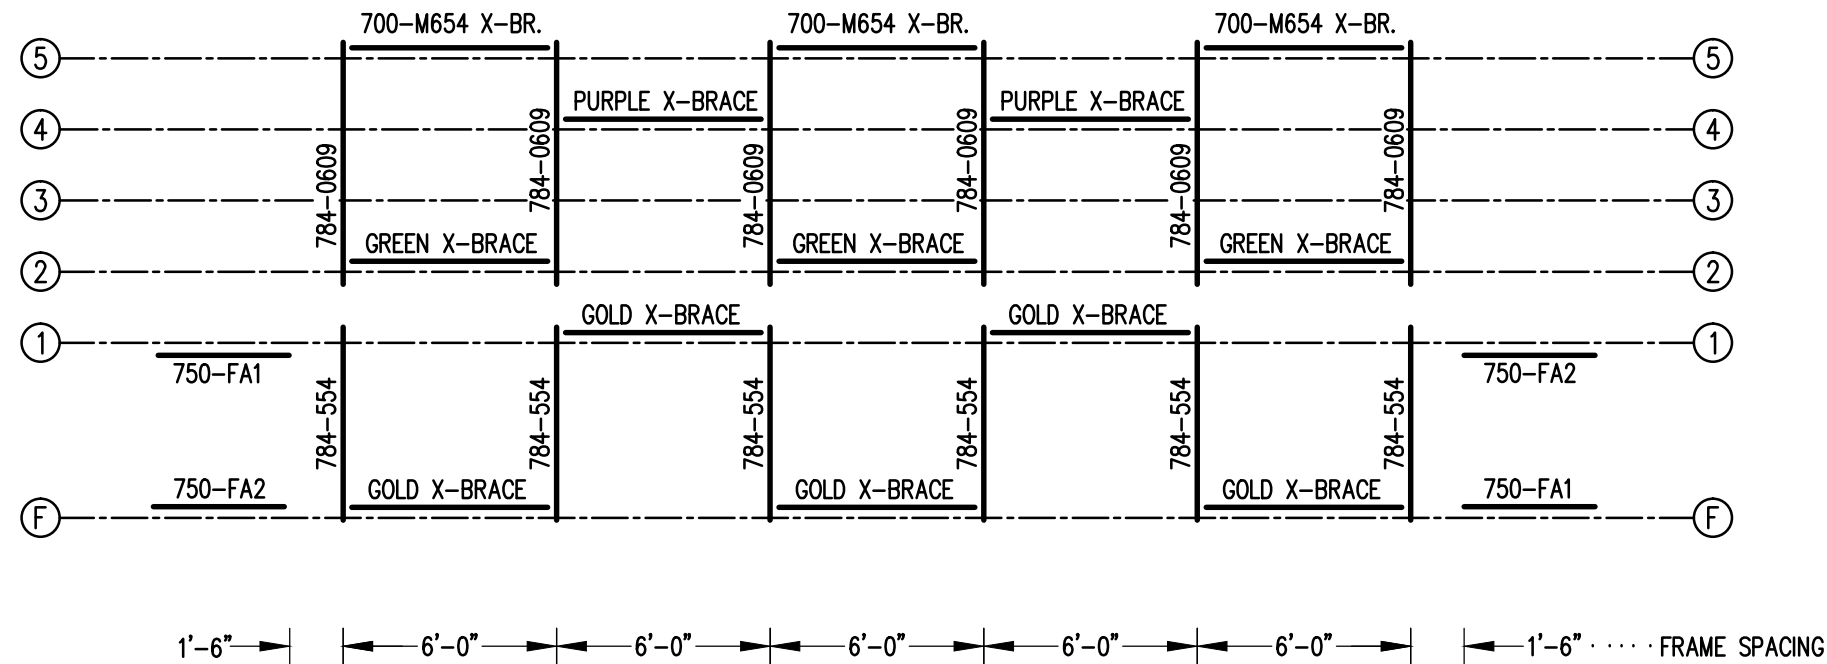 700-M654 X-BR. 700-M654 X-BR. 700-M654 X-BR.
5 5
PURPLE X-BRACE PURPLE X-BRACE
4 4
784-0609 784-0609 784-0609 784-0609 784-0609 784-0609
3 3
GREEN X-BRACE GREEN X-BRACE GREEN X-BRACE
2 2
GOLD X-BRACE GOLD X-BRACE
1 1
750-FA1 750-FA2
784-554 784-554 784-554 784-554 784-554 784-554
750-FA2 GOLD X-BRACE GOLD X-BRACE GOLD X-BRACE 750-FA1
F F
1'-6" 6'-0" 6'-0" 6'-0" 6'-0" 6'-0" 1'-6" ····· FRAME SPACING